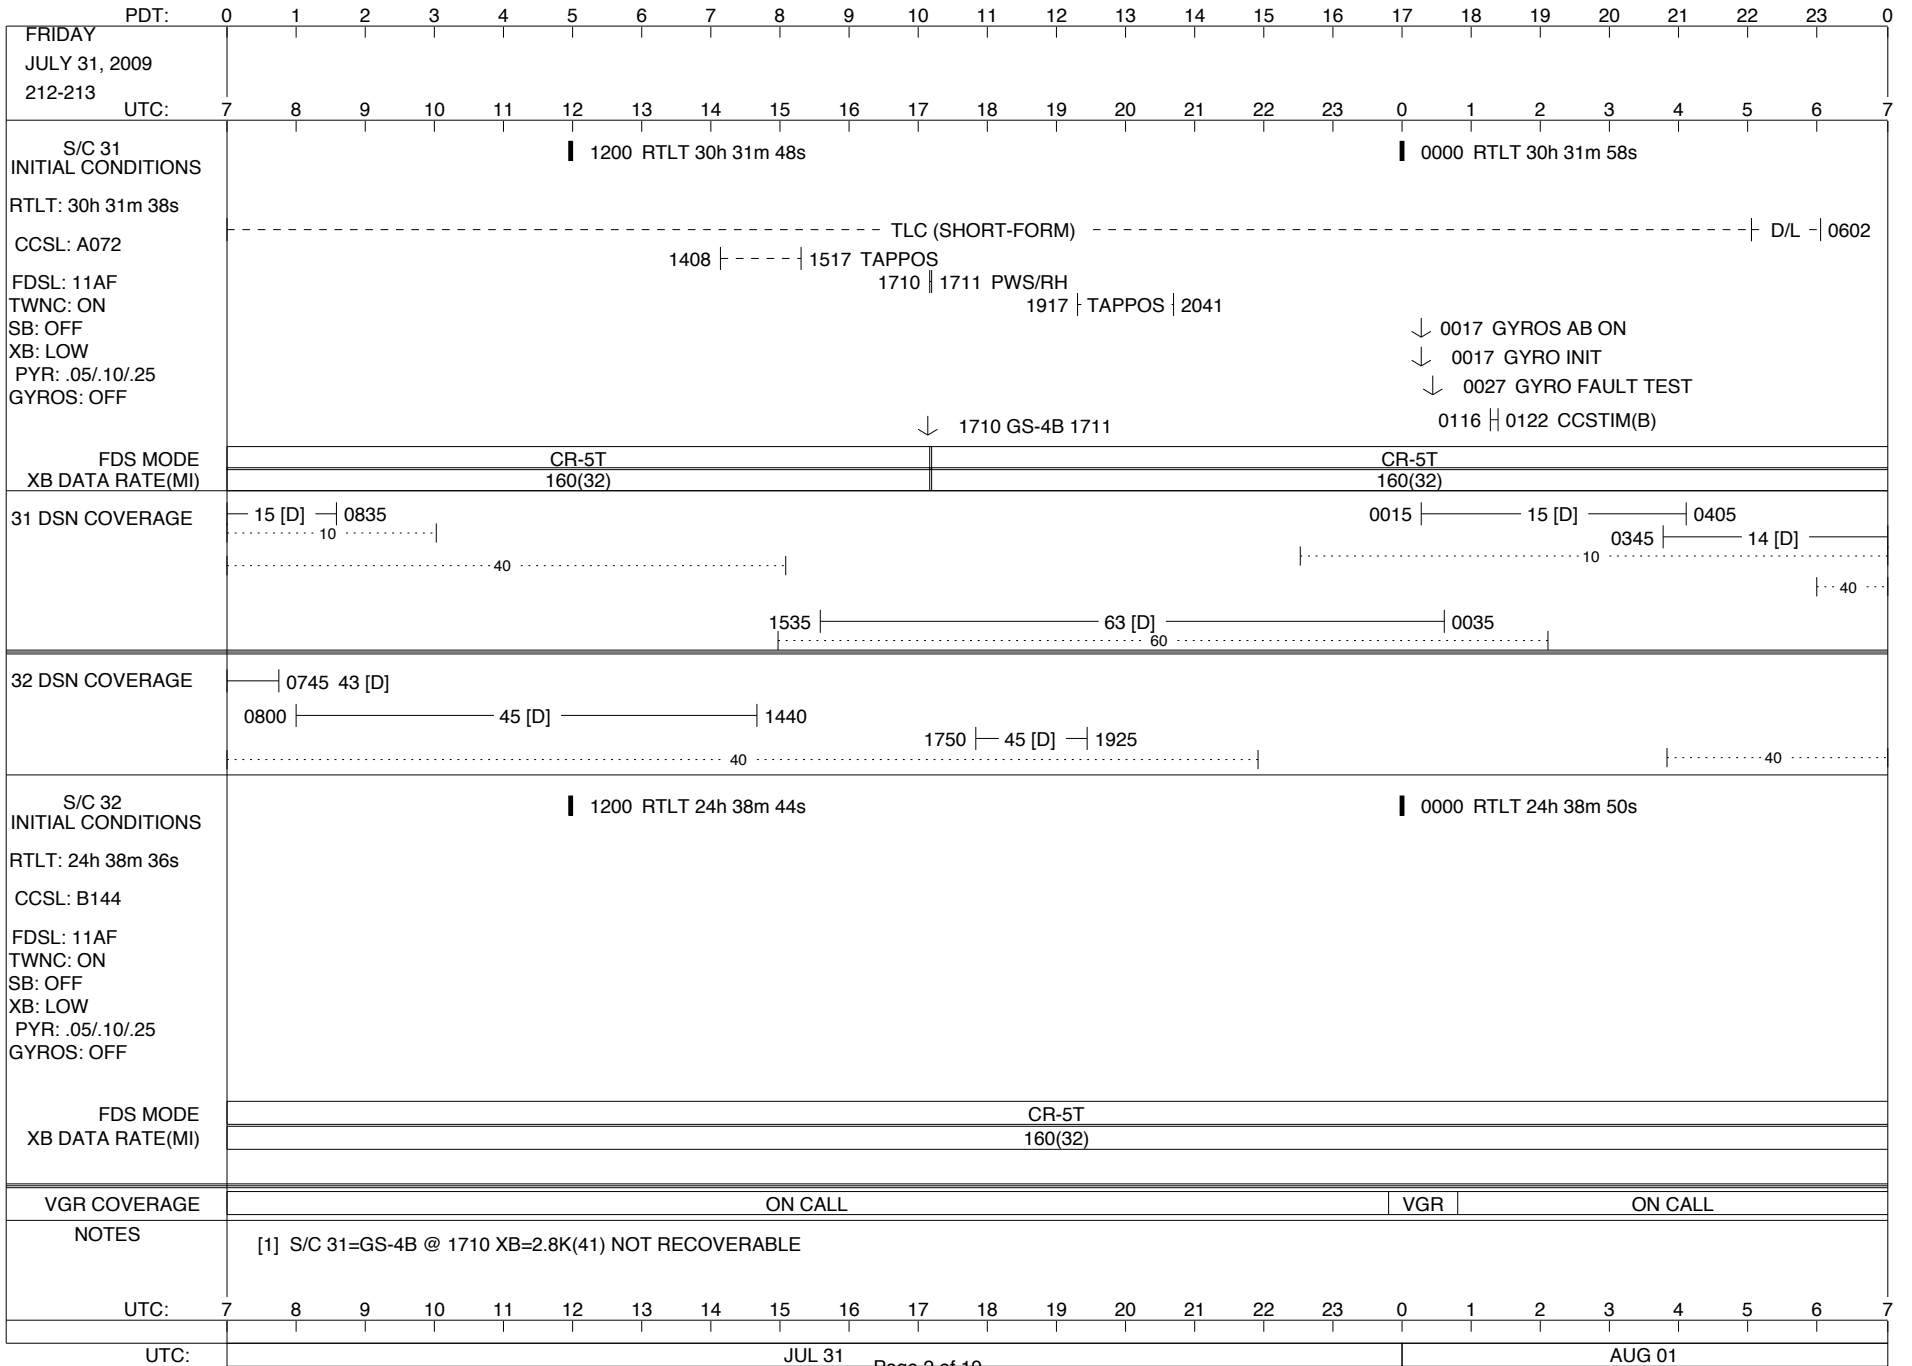 PDT: 0 1 2 3 4 5 6 7 8 9 10 11 12 13 14 15 16 17 18 19 20 21 22 23 0
FRIDAY
JULY 31, 2009
212-213
UTC: 7 8 9 10 11 12 13 14 15 16 17 18 19 20 21 22 23 0 1 2 3 4 5 6 7
S/C 31
INITIAL CONDITIONS
1200 RTLT 30h 31m 48s
0000 RTLT 30h 31m 58s
RTLT: 30h 31m 38s
TLC (SHORT-FORM) D/L 0602
CCSL: A072
1408 1517 TAPPOS
FDSL: 11AF
1710 1711 PWS/RH
TWNC: ON
1917 TAPPOS 2041
SB: OFF
0017 GYROS AB ON
XB: LOW
0017 GYRO INIT
PYR: .05/.10/.25
0027 GYRO FAULT TEST
GYROS: OFF
0116 0122 CCSTIM(B)
1710 GS-4B 1711
FDS MODE CR-5T CR-5T
XB DATA RATE(MI) 160(32) 160(32)
31 DSN COVERAGE 15 [D] 0835 0015 15 [D] 0405
10 0345 14 [D]
40 10
40
1535 63 [D] 0035
60
32 DSN COVERAGE 0745 43 [D]
0800 45 [D] 1440
1750 45 [D] 1925
40 40
S/C 32
INITIAL CONDITIONS
1200 RTLT 24h 38m 44s
0000 RTLT 24h 38m 50s
RTLT: 24h 38m 36s
CCSL: B144
FDSL: 11AF
TWNC: ON
SB: OFF
XB: LOW
PYR: .05/.10/.25
GYROS: OFF
FDS MODE CR-5T
XB DATA RATE(MI) 160(32)
VGR COVERAGE ON CALL VGR ON CALL
NOTES
[1] S/C 31=GS-4B @ 1710 XB=2.8K(41) NOT RECOVERABLE
UTC: 7 8 9 10 11 12 13 14 15 16 17 18 19 20 21 22 23 0 1 2 3 4 5 6 7
UTC: JUL 31 AUG 01
Page 2 of 19